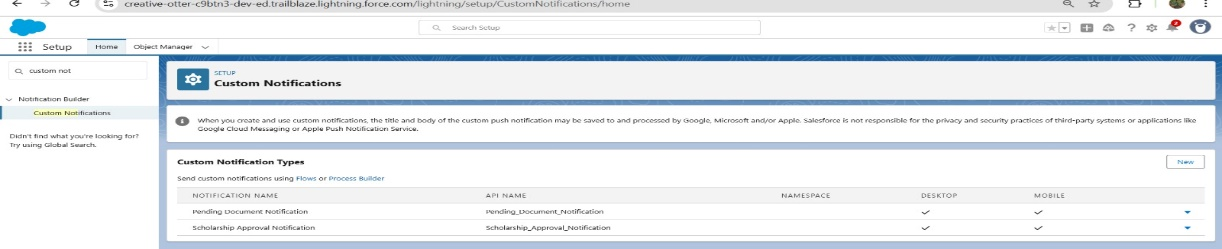 creative-otter-c9btn3-dev-ed.trailblaze.lightning.force.com/lightning/setup/CustomNotifications/home
Search Setup
Setup Home Object Manager
custom not
Notification Builder
Custom Notifications
Didn't find what you're looking for?
Try using Global Search.
SETUP
Custom Notifications
When you create and use custom notifications, the title and body of the custom push notification may be saved to and processed by Google, Microsoft and/or Apple. Salesforce is not responsible for the privacy and security practices of third-party systems or applications like
Google Cloud Messaging or Apple Push Notification Service.
Custom Notification Types
New
Send custom notifications using Flows or Process Builder
NOTIFICATION NAME API NAME NAMESPACE DESKTOP MOBILE
Pending Document Notification Pending_Document_Notification
Scholarship Approval Notification Scholarship_Approval_Notification